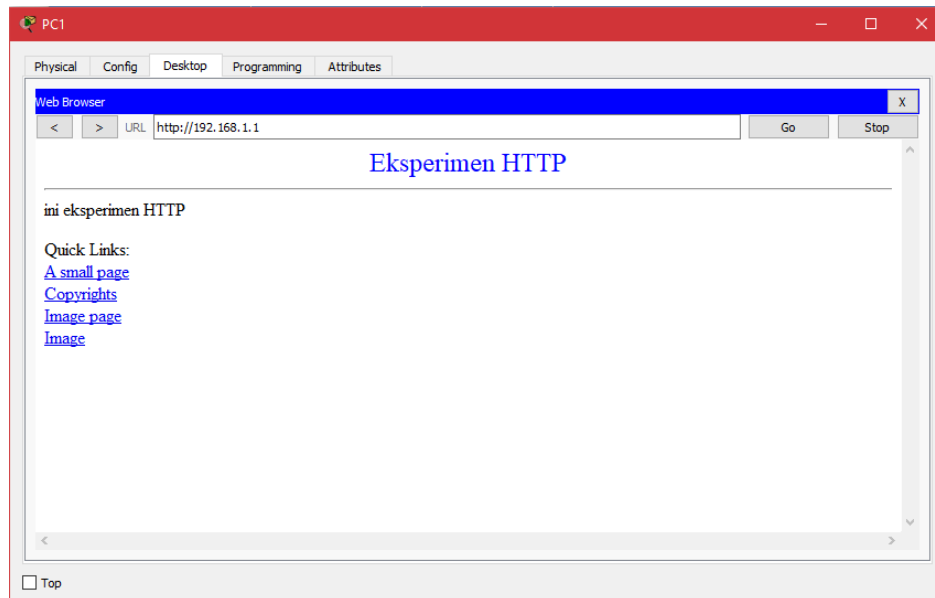 PC1
Physical Config Desktop Programming Attributes
Web Browser X
< > URL http://192.168.1.1 Go Stop
Eksperimen HTTP
ini eksperimen HTTP
Quick Links:
A small page
Copyrights
Image page
Image
Top